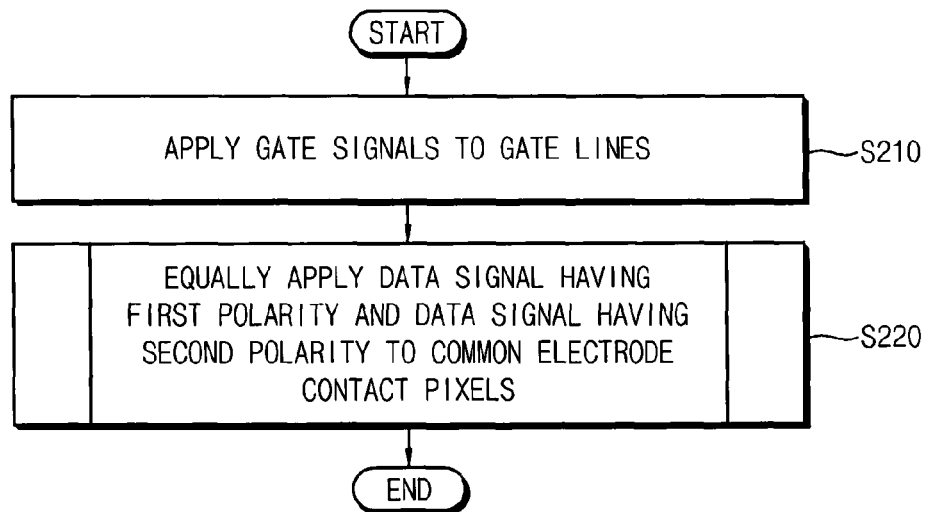 START
APPLY GATE SIGNALS TO GATE LINES
S210
EQUALLY APPLY DATA SIGNAL HAVING
FIRST POLARITY AND DATA SIGNAL HAVING
SECOND POLARITY TO COMMON ELECTRODE
CONTACT PIXELS
S220
END